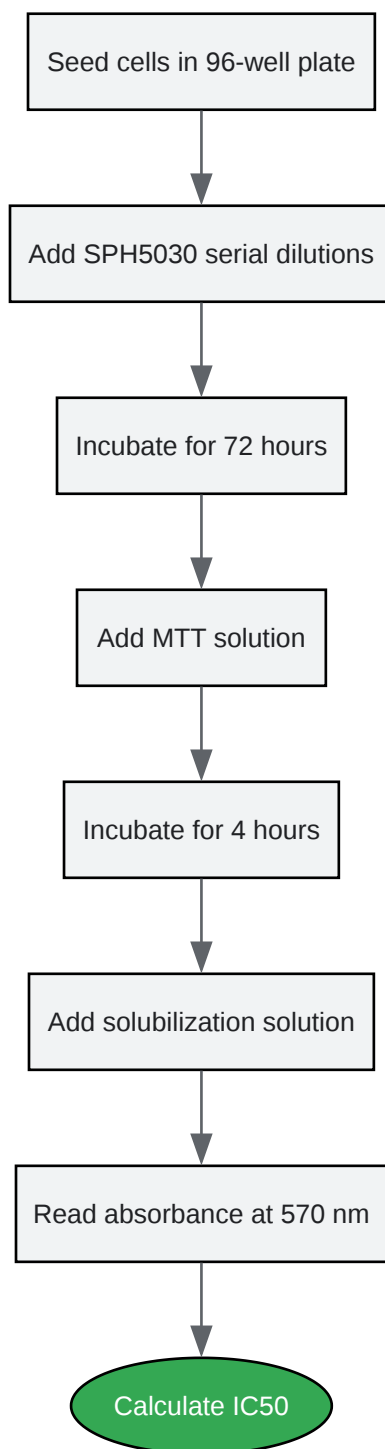 Seed cells in 96-well plate
Add SPH5030 serial dilutions
Incubate for 72 hours
Add MTT solution
Incubate for 4 hours
Add solubilization solution
Read absorbance at 570 nm
Calculate IC50